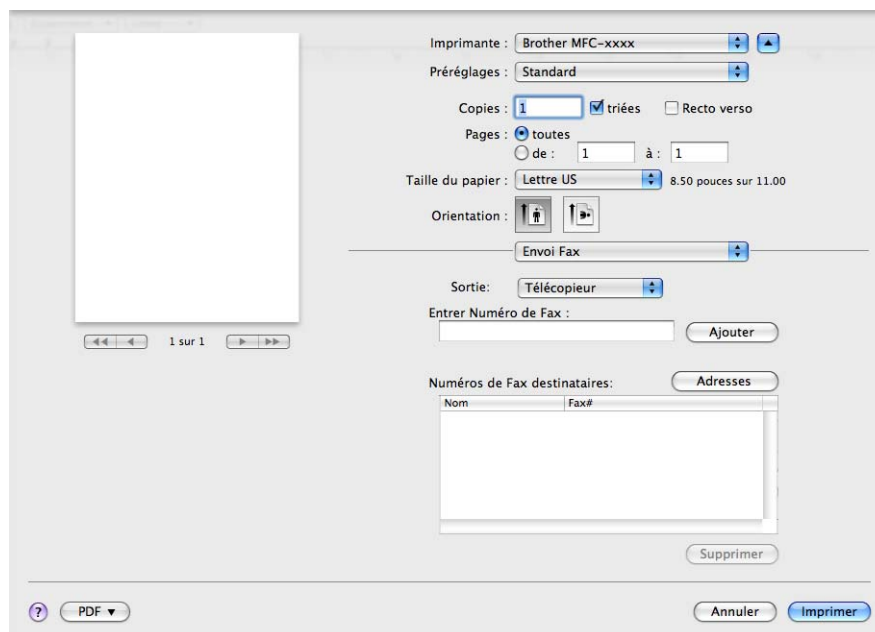 Imprimante : Brother MFC-xxxx
Préréglages : Standard
Copies : 1 triées Recto verso
Pages : toutes
de : 1 à : 1
Taille du papier : Lettre US 8.50 pouces sur 11.00
Orientation :
Envoi Fax
Sortie: Télécopieur
Entrer Numéro de Fax :
Ajouter
1 sur 1
Numéros de Fax destinataires: Adresses
Nom Fax#
Supprimer
? PDF Annuler Imprimer